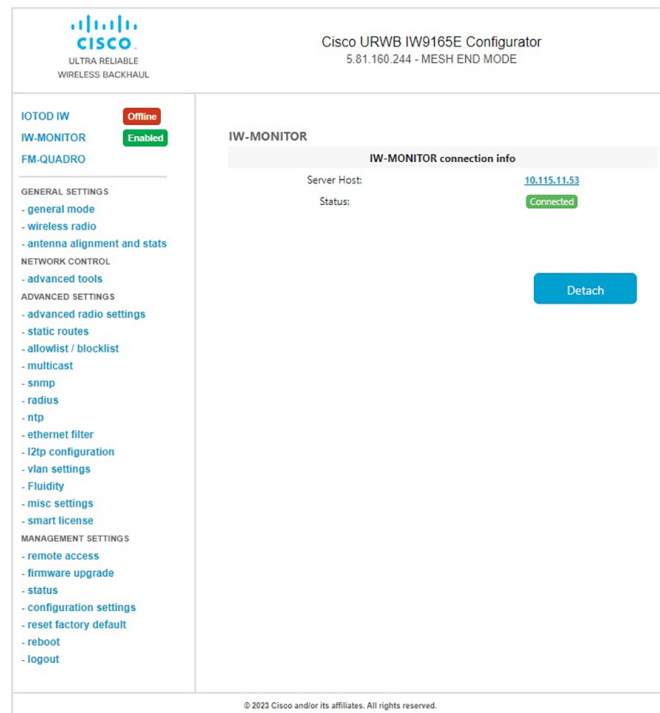 CISCO
ULTRA RELIABLE
WIRELESS BACKHAUL
Cisco URWB IW9165E Configurator
5.81.160.244 - MESH END MODE
IOTOD IW Offline
IW-MONITOR Enabled
FM-QUADRO
GENERAL SETTINGS
- general mode
- wireless radio
- antenna alignment and stats
NETWORK CONTROL
- advanced tools
ADVANCED SETTINGS
- advanced radio settings
- static routes
- allowlist / blocklist
- multicast
- snmp
- radius
- ntp
- ethernet filter
- l2tp configuration
- vlan settings
- Fluidity
- misc settings
- smart license
MANAGEMENT SETTINGS
- remote access
- firmware upgrade
- status
- configuration settings
- reset factory default
- reboot
- logout
IW-MONITOR
IW-MONITOR connection info
Server Host: 10.115.11.53
Status: Connected
Detach
© 2023 Cisco and/or its affiliates. All rights reserved.